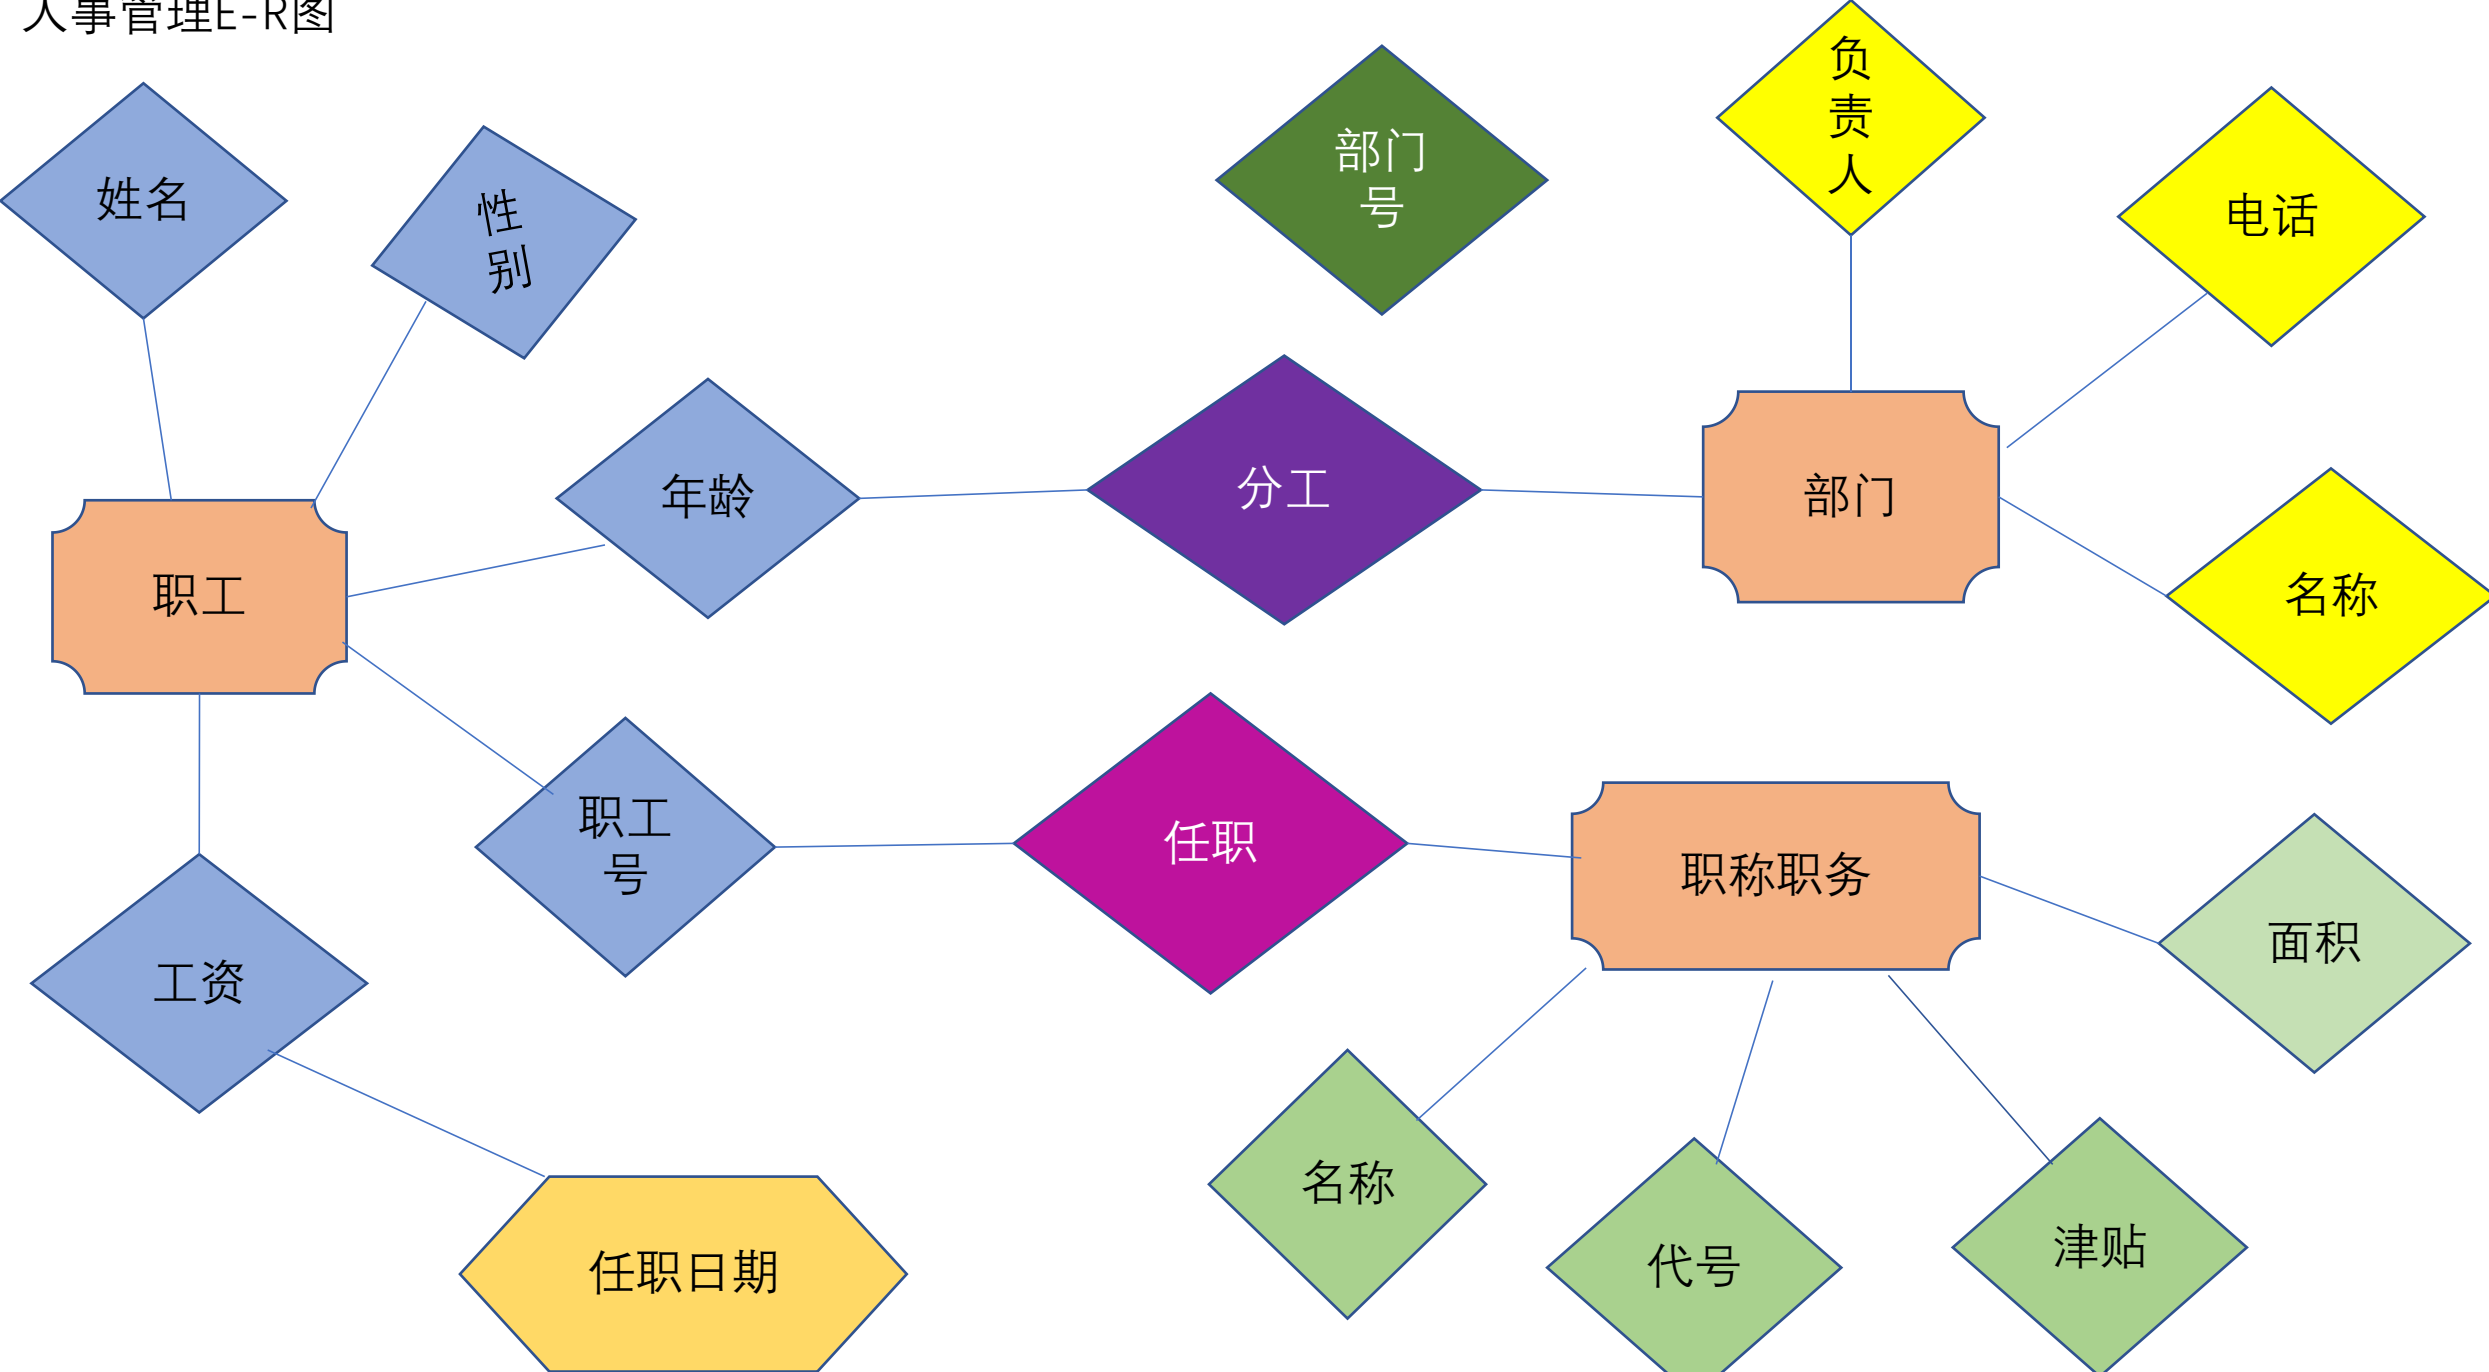 人事管理E-R图
负
责
人
部门
号
姓名
性
别
电话
年龄
分工
部门
职工
名称
职工
号
任职
职称职务
面积
工资
名称
代号
津贴
任职日期